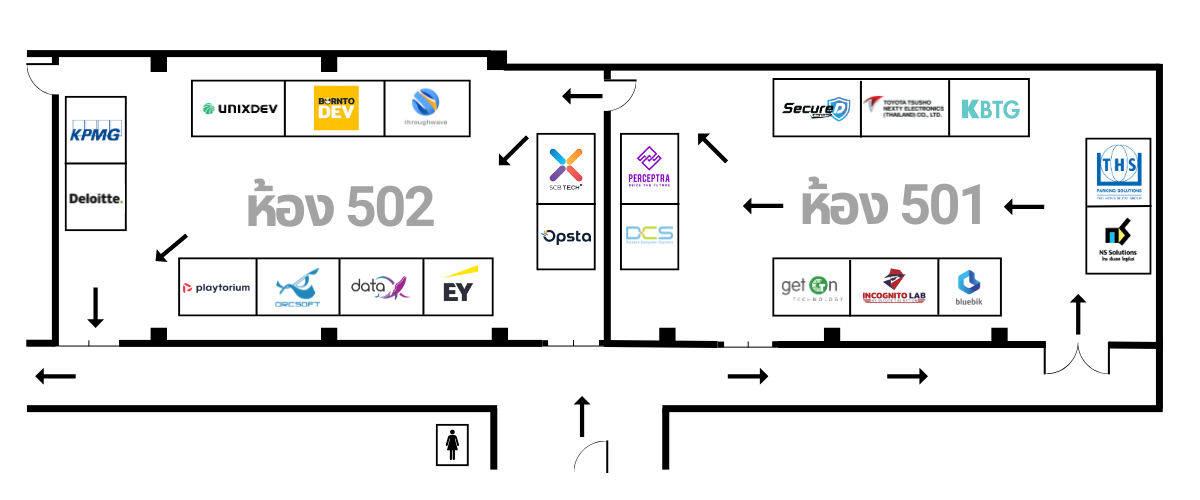 UNIXDEV
BORNTO
DEV
throughwave
KPMG
Deloitte.
ห้อง 502
SCB TECH
Opsta
playtorium
ORCSOFT
data
EY
SECURE
TOYOTA TSUSHO
NEXTY ELECTRONICS
(THAILAND) CO., LTD.
KBTG
PERCEPTRA
DCS
ห้อง 501
THS
PARKING SOLUTIONS
NS Solutions
get On
TECHNOLOGY
INCOGNITO LAB
bluebik